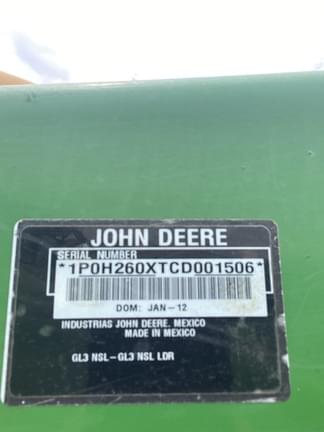 JOHN DEERE
SERIAL NUMBER
*1P0H260XTCD001506*
DOM: JAN-12
INDUSTRIAS JOHN DEERE, MEXICO
MADE IN MEXICO
GL3 NSL-GL3 NSL LDR